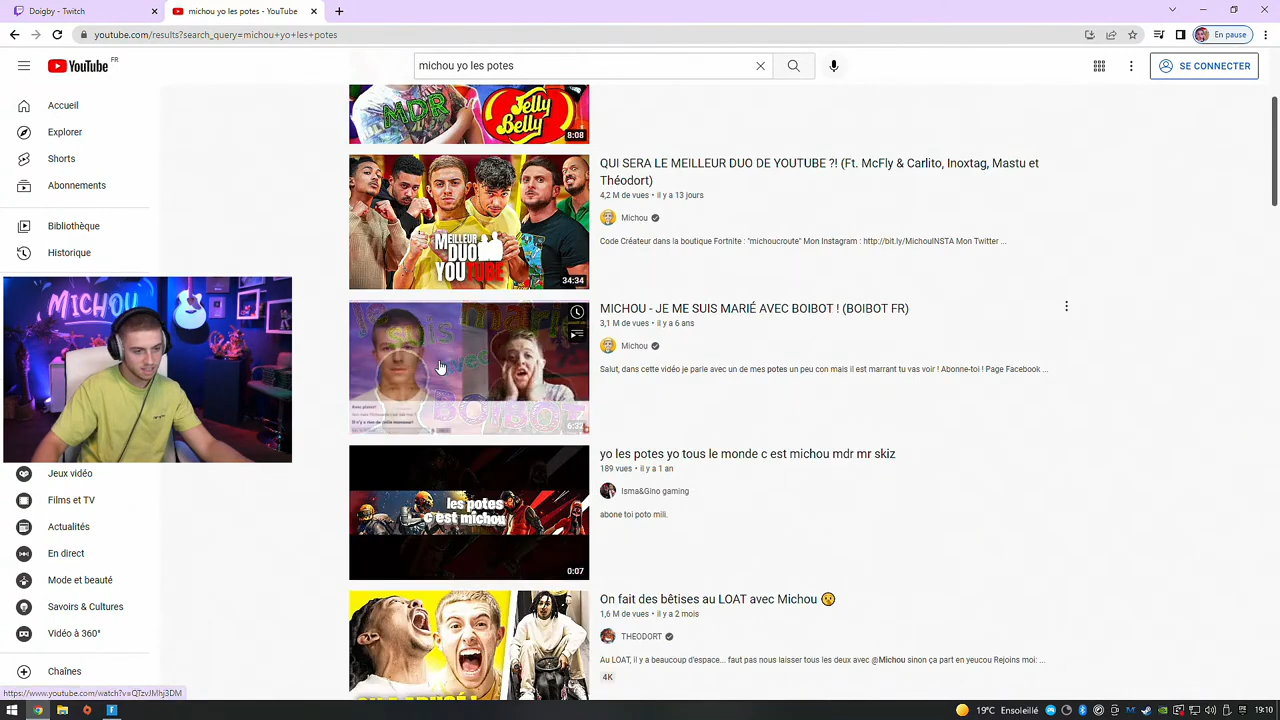 Doigby - Twitch
michou yo les potes - YouTube
youtube.com/results?search_query=michou+yo+les+potes
En pause
YouTube FR
michou yo les potes
SE CONNECTER
Accueil
Explorer
Shorts
Abonnements
Bibliothèque
Historique
MICHOU
Jeux vidéo
Films et TV
Actualités
En direct
Mode et beauté
Savoirs & Cultures
Vidéo à 360°
Chaînes
https://www.youtube.com/watch?v=QTzvJMhj3DM
MDR
Jelly
Belly
8:08
MEILLEUR
DUO
YOUTUBE
34:34
QUI SERA LE MEILLEUR DUO DE YOUTUBE ?! (Ft. McFly & Carlito, Inoxtag, Mastu et
Théodort)
4,2 M de vues • il y a 13 jours
Michou
Code Créateur dans la boutique Fortnite : "michoucroute" Mon Instagram : http://bit.ly/MichouINSTA Mon Twitter ...
Je suis marié
avec
BOIBOT
6:32
MICHOU - JE ME SUIS MARIÉ AVEC BOIBOT ! (BOIBOT FR)
3,1 M de vues • il y a 6 ans
Michou
Salut, dans cette vidéo je parle avec un de mes potes un peu con mais il est marrant tu vas voir ! Abonne-toi ! Page Facebook ...
les potes
c'est michou
0:07
yo les potes yo tous le monde c est michou mdr mr skiz
189 vues • il y a 1 an
Isma&Gino gaming
abone toi poto mili.
On fait des bêtises au LOAT avec Michou 😯
1,6 M de vues • il y a 2 mois
THEODORT
Au LOAT, il y a beaucoup d'espace... faut pas nous laisser tous les deux avec @Michou sinon ça part en yeucou Rejoins moi: ...
4K
19°C Ensoleillé
19:10